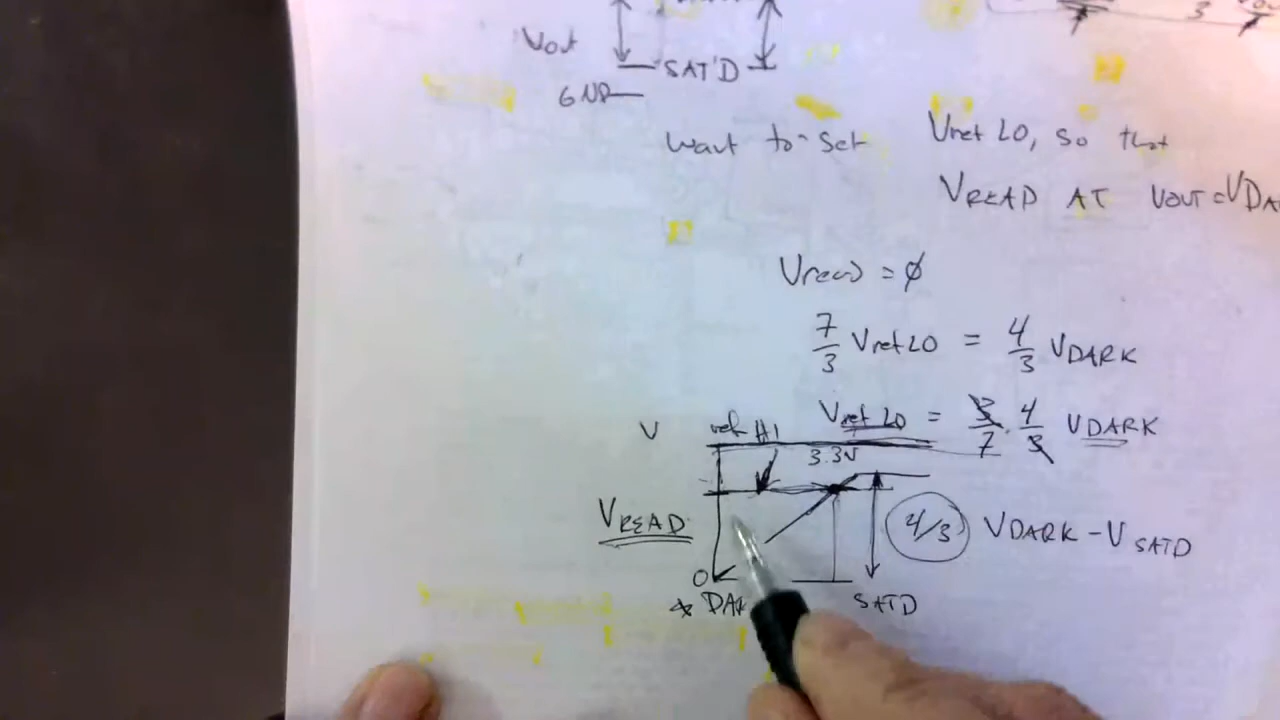 Vout
SAT'D
GND
3
want to set Vref LO, so that
VREAD AT VOUT = VDA
Vread = ∅
7/3 Vref LO = 4/3 VDARK
Vref LO = 3/7 · 4/3 VDARK
V ref HI
3.3V
VREAD
4/3 VDARK - VSATD
0
DA
SATD